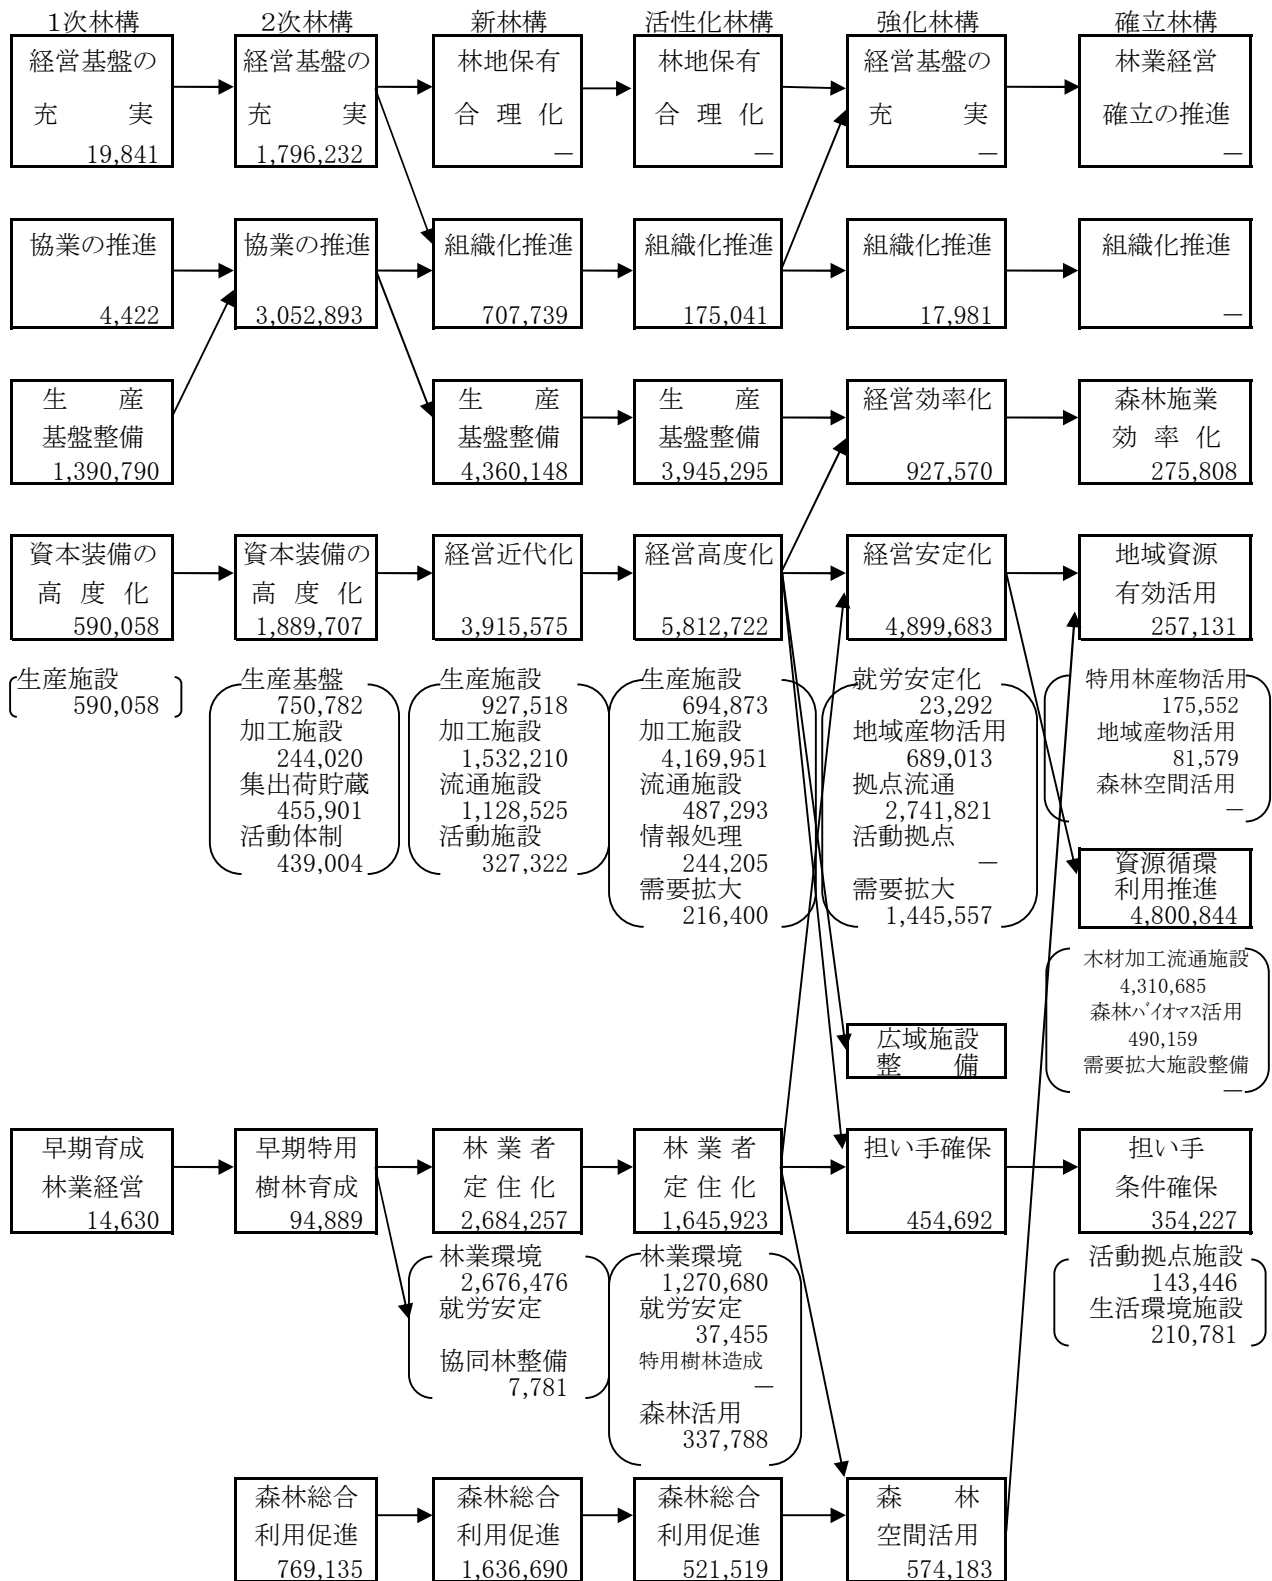 1次林構 2次林構 新林構 活性化林構 強化林構 確立林構
経営基盤の
充　実
19,841
経営基盤の
充　実
1,796,232
林地保有
合理化
－
林地保有
合理化
－
経営基盤の
充　実
－
林業経営
確立の推進
－
協業の推進
4,422
協業の推進
3,052,893
組織化推進
707,739
組織化推進
175,041
組織化推進
17,981
組織化推進
－
生　産
基盤整備
1,390,790
生　産
基盤整備
4,360,148
生　産
基盤整備
3,945,295
経営効率化
927,570
森林施業
効率化
275,808
資本装備の
高度化
590,058
資本装備の
高度化
1,889,707
経営近代化
3,915,575
経営高度化
5,812,722
経営安定化
4,899,683
地域資源
有効活用
257,131
生産施設
590,058
生産基盤
750,782
加工施設
244,020
集出荷貯蔵
455,901
活動体制
439,004
生産施設
927,518
加工施設
1,532,210
流通施設
1,128,525
活動施設
327,322
生産施設
694,873
加工施設
4,169,951
流通施設
487,293
情報処理
244,205
需要拡大
216,400
就労安定化
23,292
地域産物活用
689,013
拠点流通
2,741,821
活動拠点
－
需要拡大
1,445,557
特用林産物活用
175,552
地域産物活用
81,579
森林空間活用
－
資源循環
利用推進
4,800,844
木材加工流通施設
4,310,685
森林ﾊﾞｲｵﾏｽ活用
490,159
需要拡大施設整備
－
広域施設
整　備
早期育成
林業経営
14,630
早期特用
樹林育成
94,889
林業者
定住化
2,684,257
林業者
定住化
1,645,923
担い手確保
454,692
担い手
条件確保
354,227
林業環境
2,676,476
就労安定
協同林整備
7,781
林業環境
1,270,680
就労安定
37,455
特用樹林造成
－
森林活用
337,788
活動拠点施設
143,446
生活環境施設
210,781
森林総合
利用促進
769,135
森林総合
利用促進
1,636,690
森林総合
利用促進
521,519
森　林
空間活用
574,183